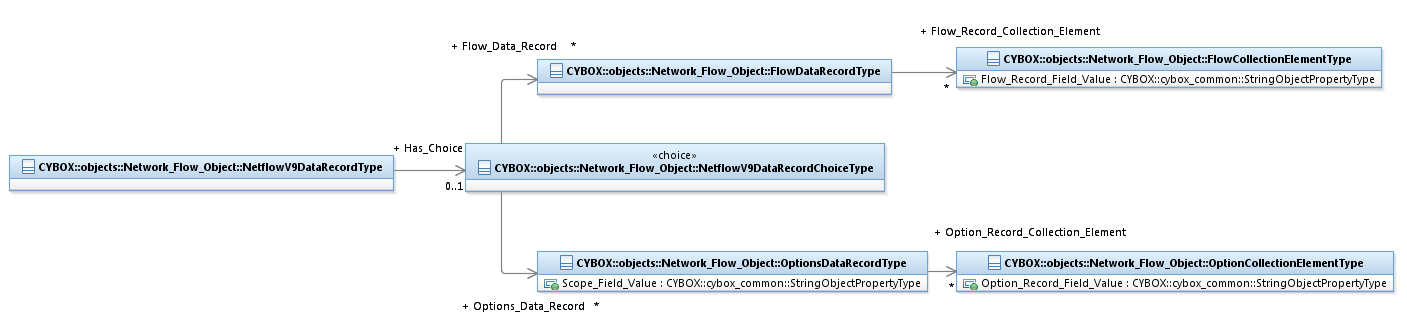 + Flow_Record_Collection_Element
+ Flow_Data_Record *
CYBOX::objects::Network_Flow_Object::FlowCollectionElementType
CYBOX::objects::Network_Flow_Object::FlowDataRecordType
Flow_Record_Field_Value : CYBOX::cybox_common::StringObjectPropertyType
*
+ Has_Choice
«choice»
CYBOX::objects::Network_Flow_Object::NetflowV9DataRecordType
CYBOX::objects::Network_Flow_Object::NetflowV9DataRecordChoiceType
0..1
+ Option_Record_Collection_Element
CYBOX::objects::Network_Flow_Object::OptionsDataRecordType
CYBOX::objects::Network_Flow_Object::OptionCollectionElementType
Scope_Field_Value : CYBOX::cybox_common::StringObjectPropertyType
*
Option_Record_Field_Value : CYBOX::cybox_common::StringObjectPropertyType
+ Options_Data_Record *